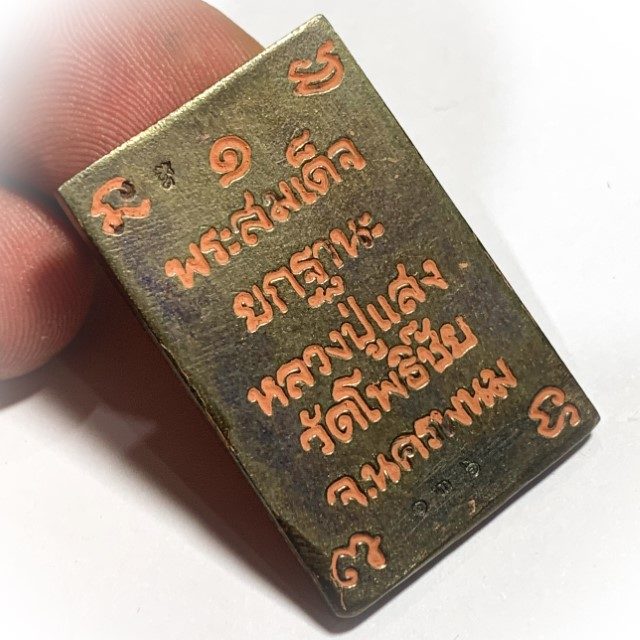 ๑
พระสมเด็จ
ยกฐานะ
หลวงปู่แสง
วัดโพธิ์ชัย
จ.นครพนม